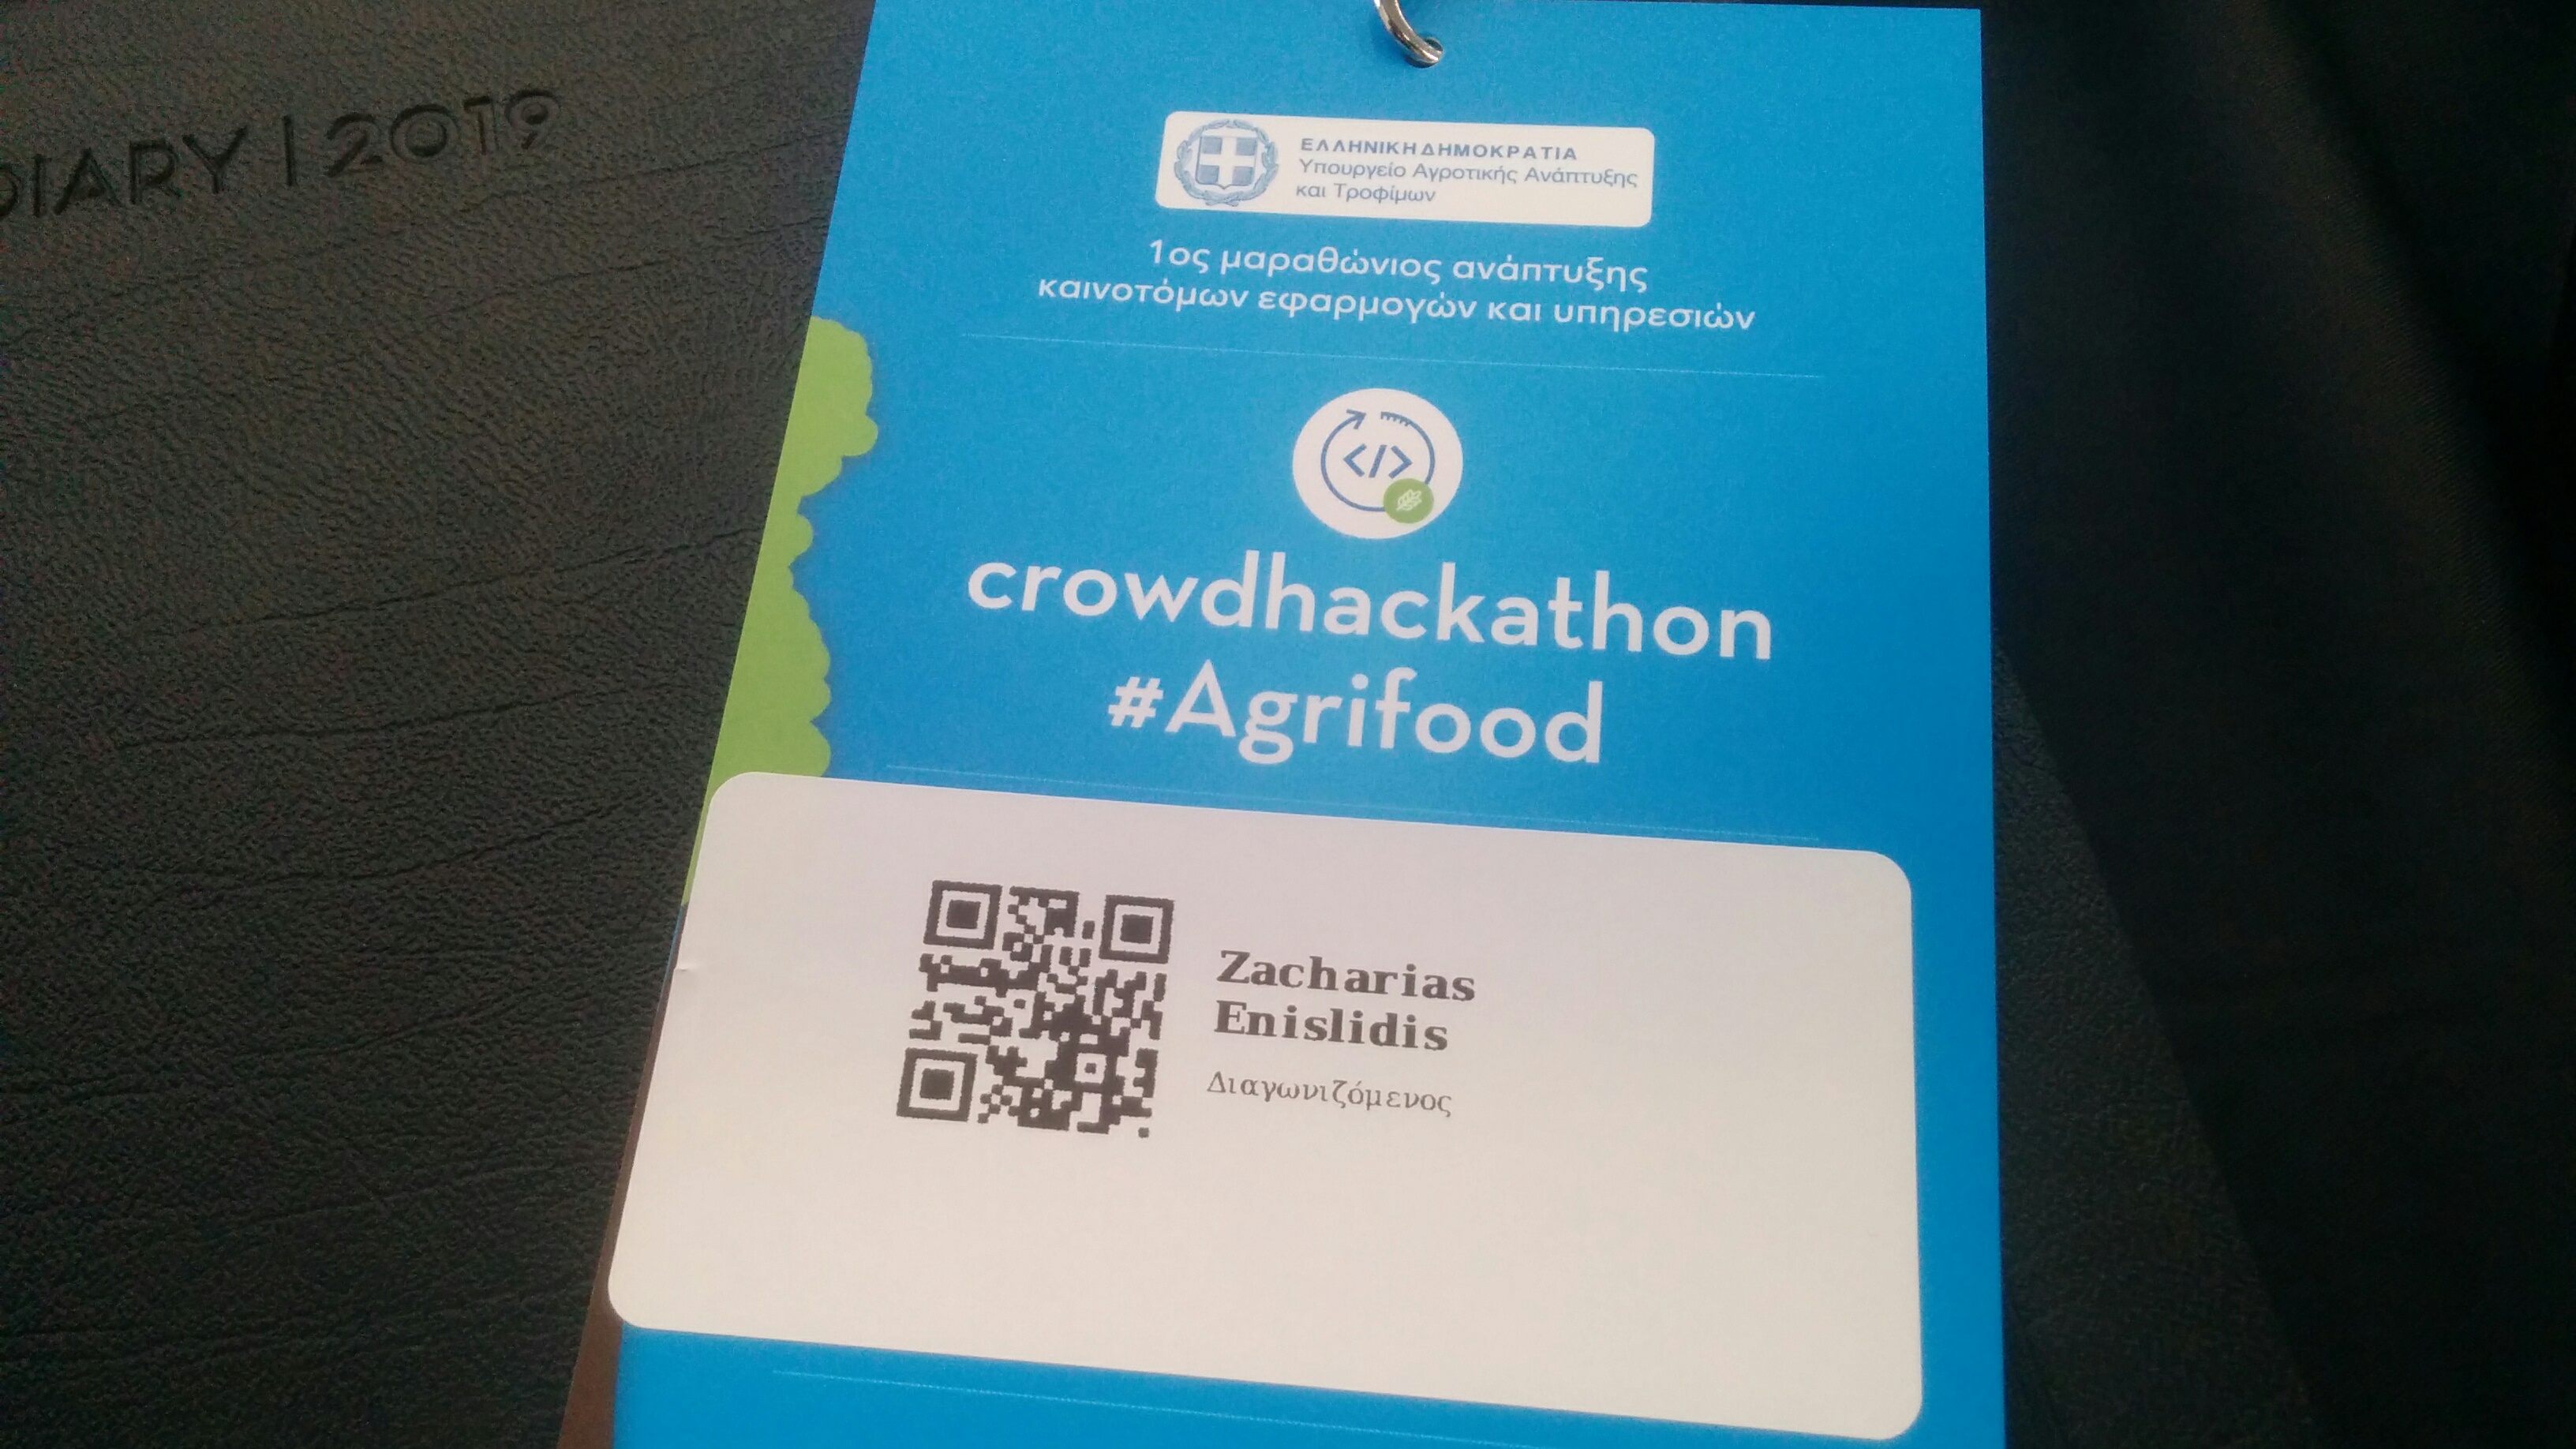 DIARY | 2019
ΕΛΛΗΝΙΚΗ ΔΗΜΟΚΡΑΤΙΑ
Υπουργείο Αγροτικής Ανάπτυξης
και Τροφίμων
1ος μαραθώνιος ανάπτυξης
καινοτόμων εφαρμογών και υπηρεσιών
</>
crowdhackathon
#Agrifood
Zacharias
Enislidis
Διαγωνιζόμενος